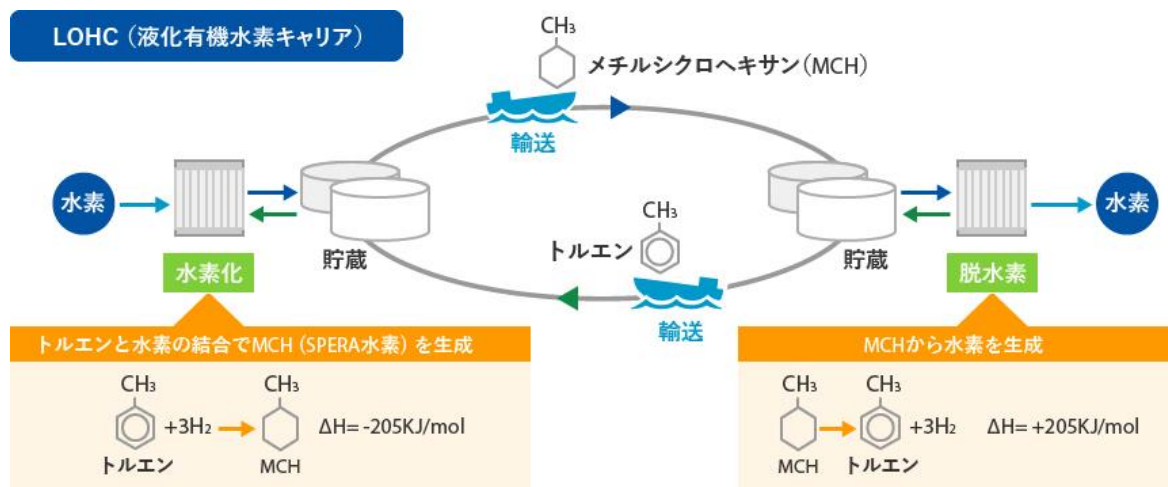 LOHC（液化有機水素キャリア）
CH₃
メチルシクロヘキサン（MCH）
輸送
水素
水素
CH₃
トルエン
貯蔵
貯蔵
水素化
脱水素
輸送
トルエンと水素の結合でMCH（SPERA水素）を生成
CH₃
CH₃
+3H₂
ΔH= -205KJ/mol
トルエン
MCH
MCHから水素を生成
CH₃
CH₃
+3H₂
ΔH= +205KJ/mol
MCH
トルエン